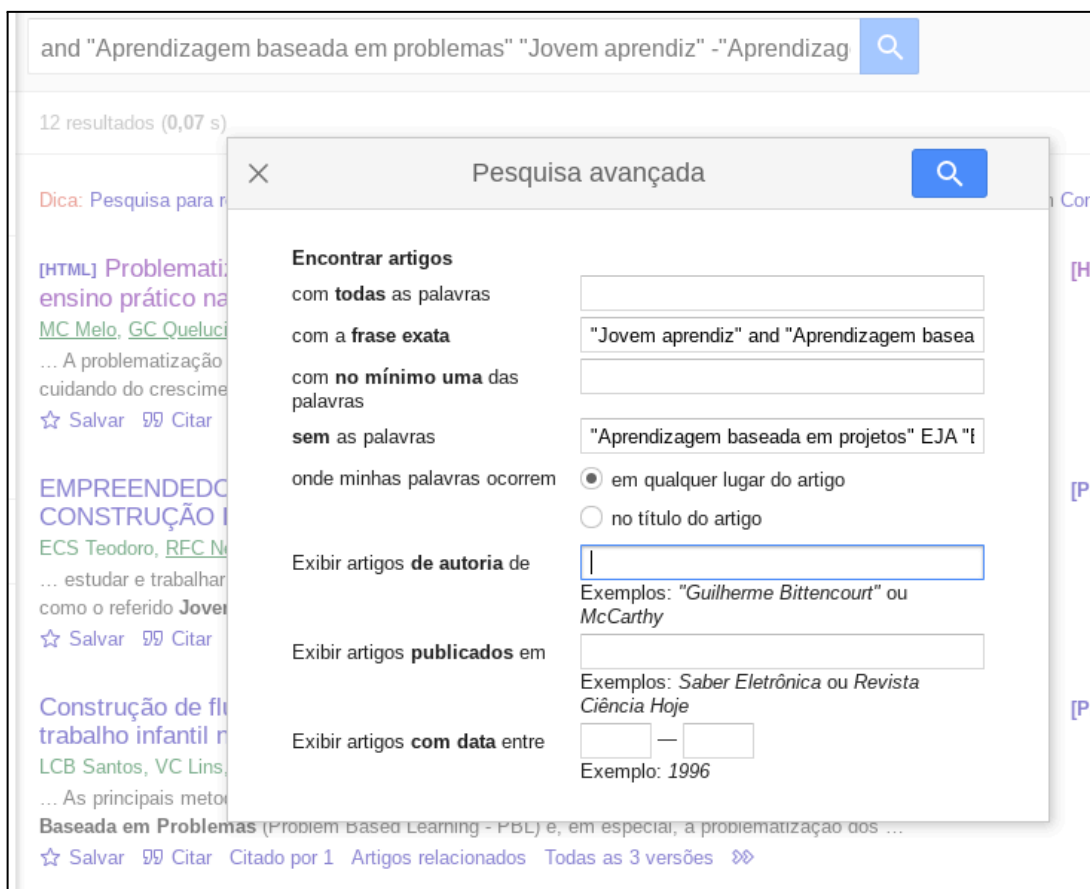 and "Aprendizagem baseada em problemas" "Jovem aprendiz" -"Aprendizag
12 resultados (0,07 s)
Pesquisa avançada
Dica: Pesquisa para
Encontrar artigos
com todas as palavras
com a frase exata "Jovem aprendiz" and "Aprendizagem basea
com no mínimo uma das
palavras
sem as palavras "Aprendizagem baseada em projetos" EJA "E
onde minhas palavras ocorrem em qualquer lugar do artigo
no título do artigo
Exibir artigos de autoria de
Exemplos: "Guilherme Bittencourt" ou
McCarthy
Exibir artigos publicados em
Exemplos: Saber Eletrônica ou Revista
Ciência Hoje
Exibir artigos com data entre —
Exemplo: 1996
[HTML] Problemati
ensino prático na
MC Melo, GC Queluci
… A problematização
cuidando do crescime
Salvar Citar
EMPREENDEDO
CONSTRUÇÃO
ECS Teodoro, RFC Ne
… estudar e trabalhar
como o referido Jover
Salvar Citar
Construção de flu
trabalho infantil n
LCB Santos, VC Lins,
… As principais meto
Baseada em Problemas (Problem Based Learning - PBL) e, em especial, a problematização dos …
Salvar Citar Citado por 1 Artigos relacionados Todas as 3 versões